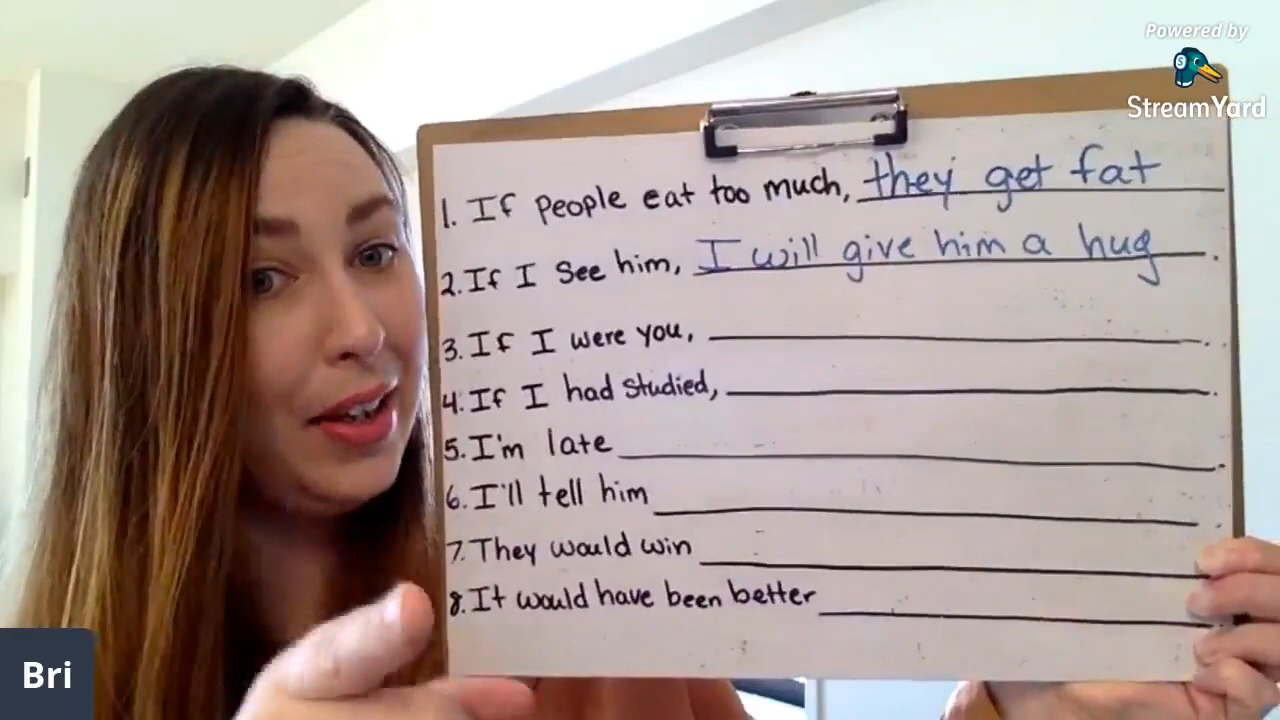 Powered by
StreamYard
1. If people eat too much, they get fat
2. If I see him, I will give him a hug.
3. If I were you, .
4. If I had studied, .
5. I'm late .
6. I'll tell him .
7. They would win
8. It would have been better
Bri